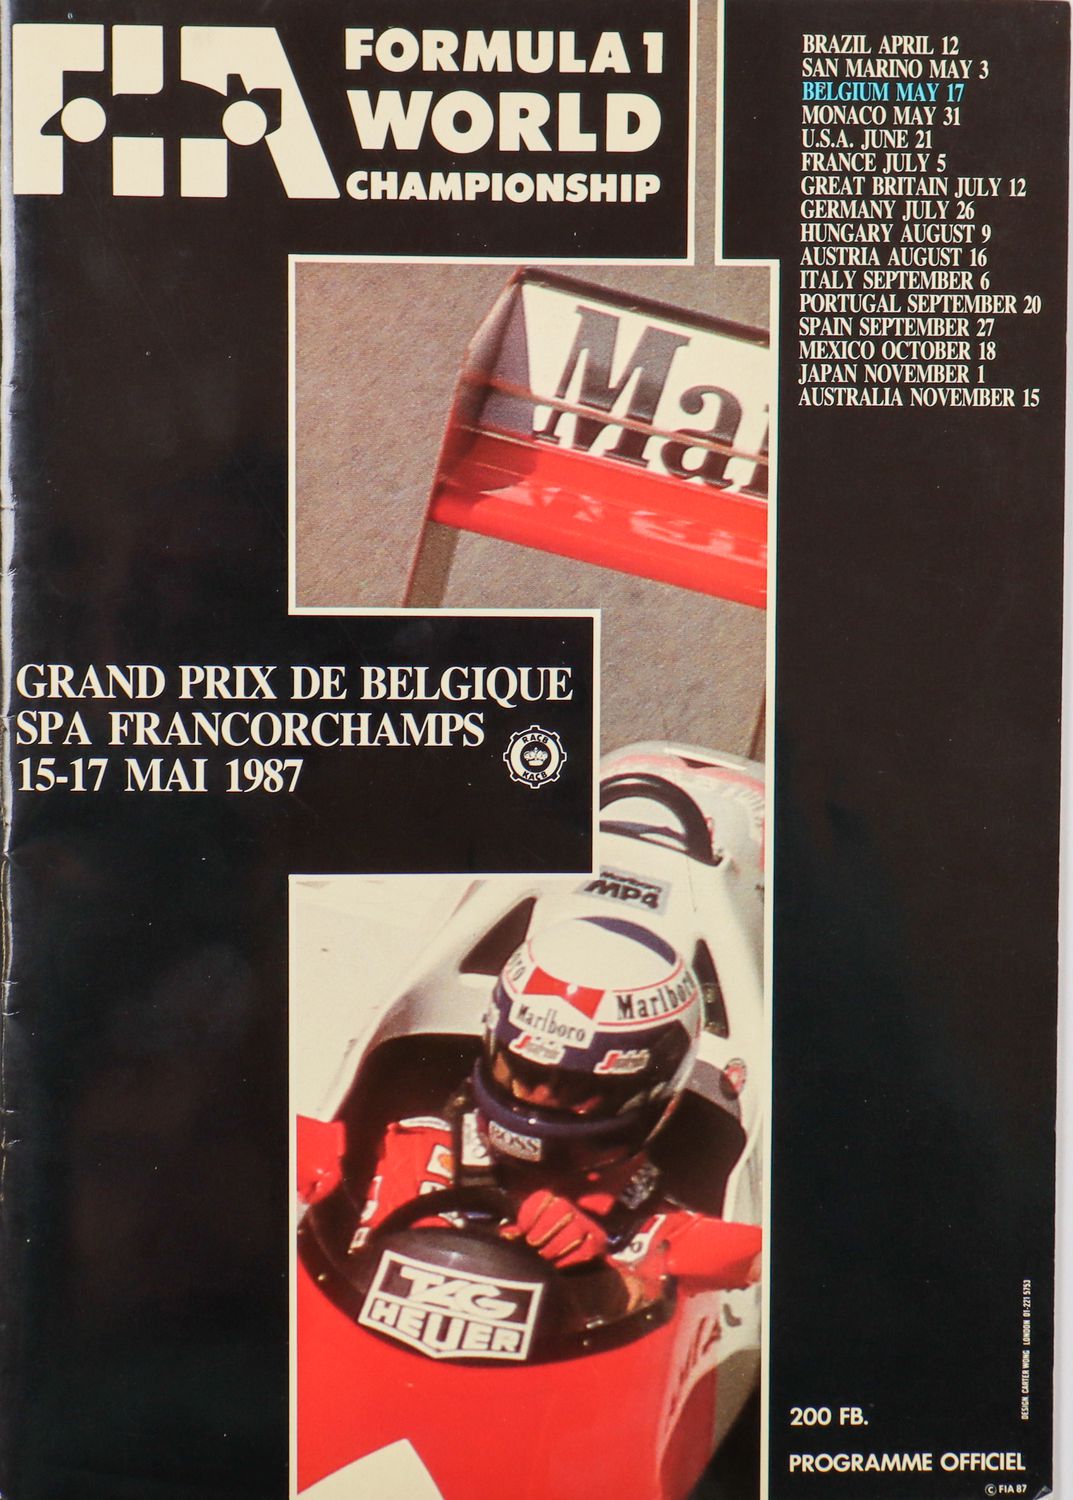 FIA
FORMULA 1
WORLD
CHAMPIONSHIP
BRAZIL APRIL 12
SAN MARINO MAY 3
BELGIUM MAY 17
MONACO MAY 31
U.S.A. JUNE 21
FRANCE JULY 5
GREAT BRITAIN JULY 12
GERMANY JULY 26
HUNGARY AUGUST 9
AUSTRIA AUGUST 16
ITALY SEPTEMBER 6
PORTUGAL SEPTEMBER 20
SPAIN SEPTEMBER 27
MEXICO OCTOBER 18
JAPAN NOVEMBER 1
AUSTRALIA NOVEMBER 15
Ma
GRAND PRIX DE BELGIQUE
SPA FRANCORCHAMPS
15-17 MAI 1987
RACB
KACB
Marlboro
MP4
Marlboro
Marlboro
BOSS
TAG
HEUER
DESIGN CARTER WONG LONDON 01-221 5753
200 FB.
PROGRAMME OFFICIEL
© FIA 87